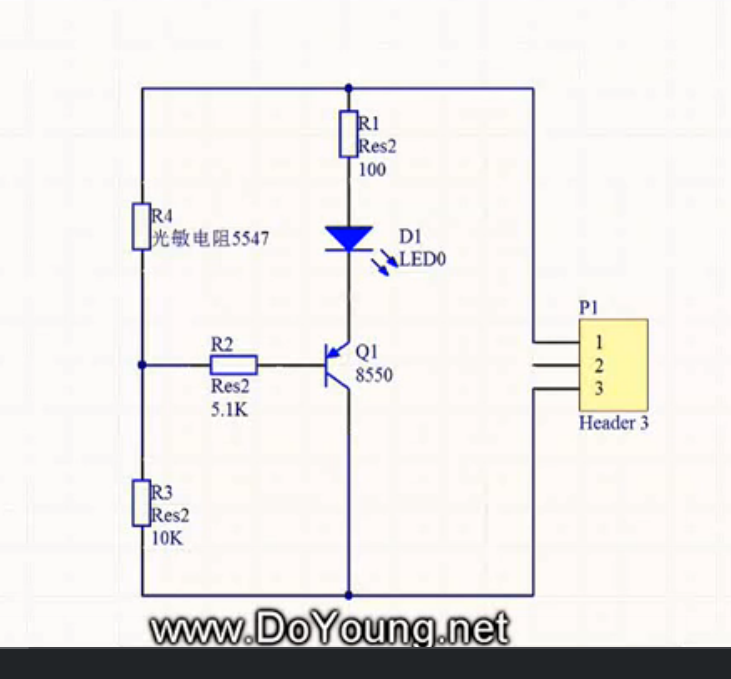 R1
Res2
100
R4
光敏电阻5547
D1
LED0
P1
1
2
3
Header 3
R2
Res2
5.1K
Q1
8550
R3
Res2
10K
www.DoYoung.net